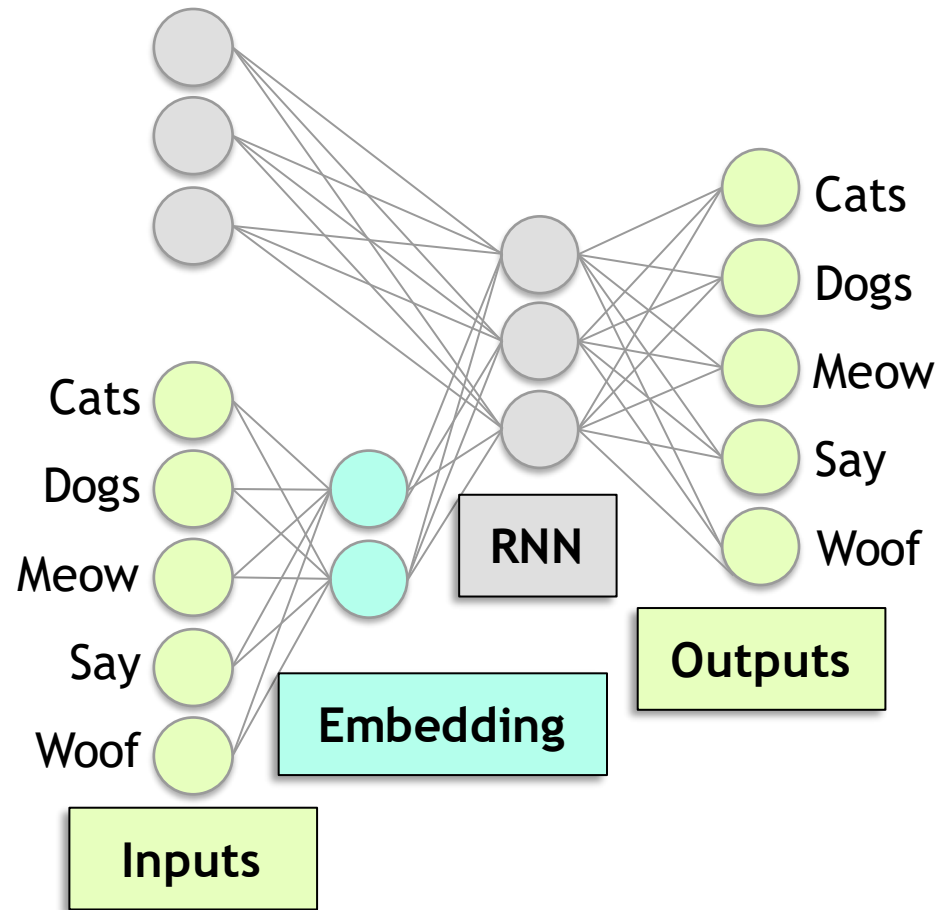 Cats
Dogs
Meow
Say
Woof
Inputs
Embedding
RNN
Cats
Dogs
Meow
Say
Woof
Outputs